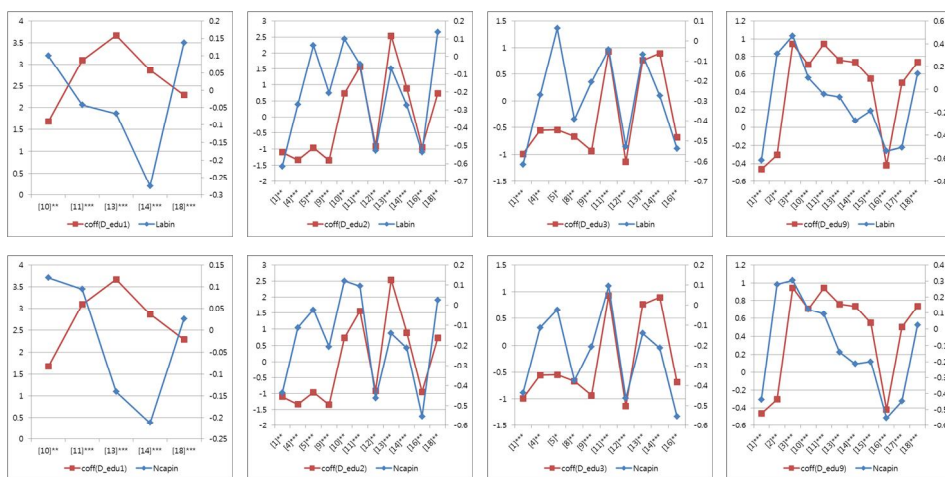 4 3.5 3 2.5 2 1.5 1 0.5 0
0.2 0.15 0.1 0.05 0 -0.05 -0.1 -0.15 -0.2 -0.25 -0.3
[10]** [11]*** [13]*** [14]*** [18]***
coff(D_edu1) Labin
3 2.5 2 1.5 1 0.5 0 -0.5 -1 -1.5 -2
0.2 0.1 0 -0.1 -0.2 -0.3 -0.4 -0.5 -0.6 -0.7
[1]** [4]*** [5]*** [9]*** [10]** [11]*** [12]** [13]*** [14]*** [16]** [18]**
coff(D_edu2) Labin
1.5 1 0.5 0 -0.5 -1 -1.5
0.1 0 -0.1 -0.2 -0.3 -0.4 -0.5 -0.6 -0.7
[1]*** [4]** [5]* [8]** [9]*** [11]*** [12]*** [13]** [14]*** [16]**
coff(D_edu3) Labin
1.2 1 0.8 0.6 0.4 0.2 0 -0.2 -0.4 -0.6
0.6 0.4 0.2 0 -0.2 -0.4 -0.6 -0.8
[1]*** [2]** [3]*** [10]*** [11]*** [13]*** [14]*** [15]*** [16]*** [17]*** [18]***
coff(D_edu9) Labin
4 3.5 3 2.5 2 1.5 1 0.5 0
0.15 0.1 0.05 0 -0.05 -0.1 -0.15 -0.2 -0.25
[10]** [11]*** [13]*** [14]*** [18]***
coff(D_edu1) Ncapin
3 2.5 2 1.5 1 0.5 0 -0.5 -1 -1.5 -2
0.2 0.1 0 -0.1 -0.2 -0.3 -0.4 -0.5 -0.6
[1]** [4]*** [5]*** [9]*** [10]** [11]*** [12]** [13]*** [14]*** [16]** [18]**
coff(D_edu2) Ncapin
1.5 1 0.5 0 -0.5 -1 -1.5
0.2 0.1 0 -0.1 -0.2 -0.3 -0.4 -0.5 -0.6
[1]*** [4]** [5]* [8]** [9]*** [11]*** [12]*** [13]** [14]*** [16]**
coff(D_edu3) Ncapin
1.2 1 0.8 0.6 0.4 0.2 0 -0.2 -0.4 -0.6
0.4 0.3 0.2 0.1 0 -0.1 -0.2 -0.3 -0.4 -0.5 -0.6
[1]*** [2]** [3]*** [10]*** [11]*** [13]*** [14]*** [15]*** [16]*** [17]*** [18]***
coff(D_edu9) Ncapin